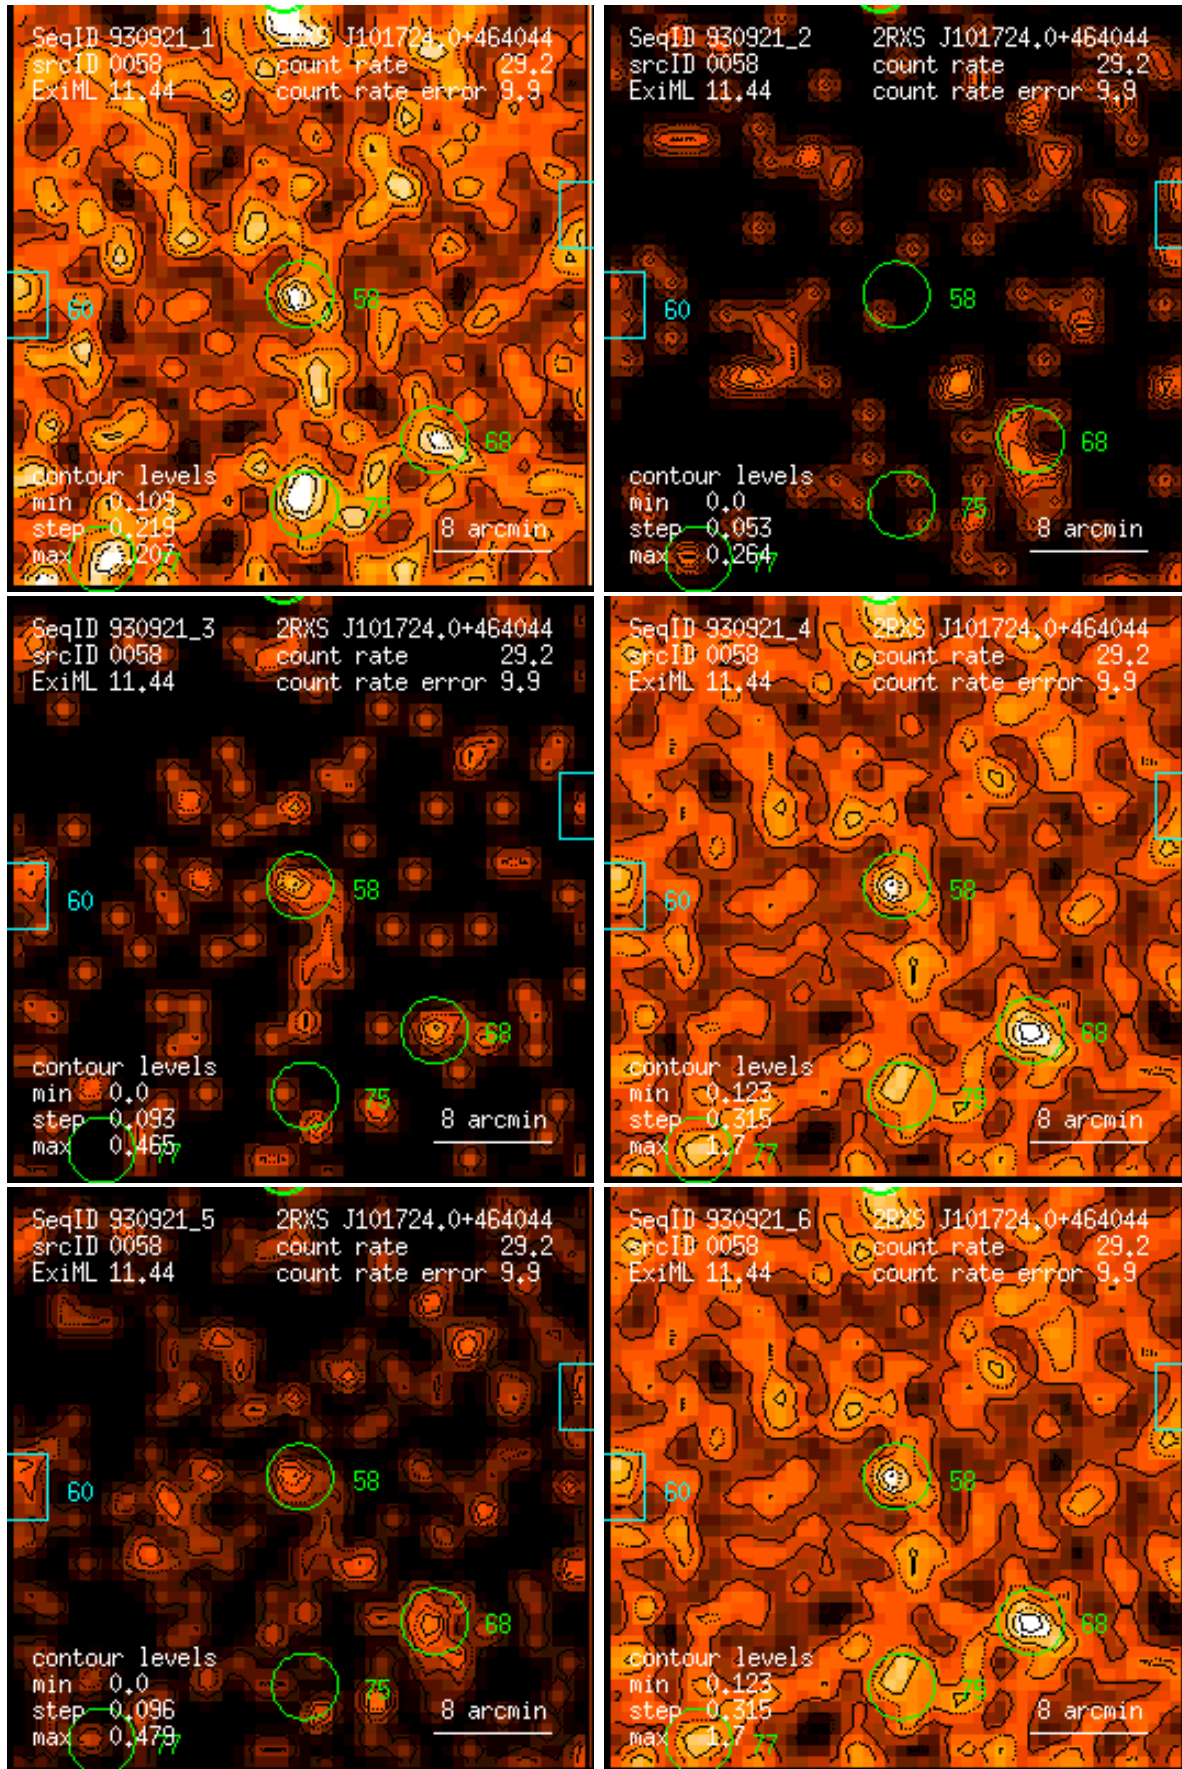 SeqID 930921_1 2RXS J101724.0+464044
srcID 0058 count rate 29.2
ExiML 11.44 count rate error 9.9
58
60
68
contour levels
min 0.109
75
step 0.219
8 arcmin
max .207
77
SeqID 930921_2 2RXS J101724.0+464044
srcID 0058 count rate 29.2
ExiML 11.44 count rate error 9.9
58
60
68
contour levels
min 0.0
75
step 0.053
8 arcmin
max 0.264
77
SeqID 930921_3 2RXS J101724.0+464044
srcID 0058 count rate 29.2
ExiML 11.44 count rate error 9.9
58
60
68
contour levels
min 0.0
75
step 0.093
8 arcmin
max 0.465
77
SeqID 930921_4 2RXS J101724.0+464044
srcID 0058 count rate 29.2
ExiML 11.44 count rate error 9.9
58
60
68
contour levels
min 0.123
75
step 0.315
8 arcmin
max 1.7
77
SeqID 930921_5 2RXS J101724.0+464044
srcID 0058 count rate 29.2
ExiML 11.44 count rate error 9.9
58
60
68
contour levels
min 0.0
75
step 0.096
8 arcmin
max 0.479
77
SeqID 930921_6 2RXS J101724.0+464044
srcID 0058 count rate 29.2
ExiML 11.44 count rate error 9.9
58
60
68
contour levels
min 0.123
75
step 0.315
8 arcmin
max 1.7
77